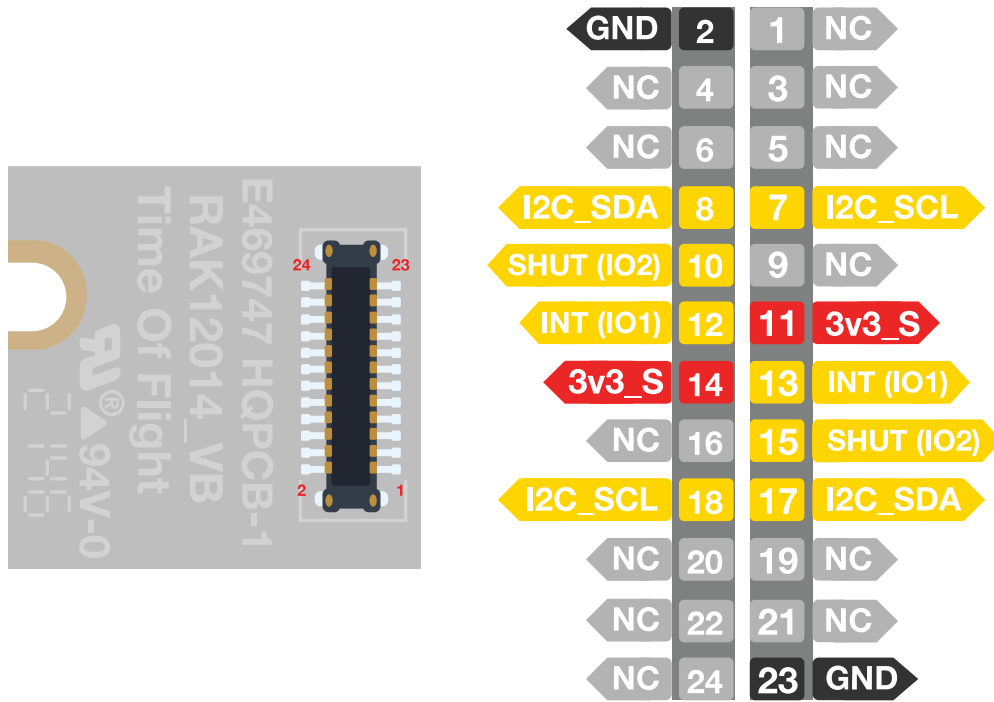 GND 2 1 NC
NC 4 3 NC
NC 6 5 NC
I2C_SDA 8 7 I2C_SCL
SHUT (IO2) 10 9 NC
INT (IO1) 12 11 3v3_S
3v3_S 14 13 INT (IO1)
NC 16 15 SHUT (IO2)
I2C_SCL 18 17 I2C_SDA
NC 20 19 NC
NC 22 21 NC
NC 24 23 GND
E469747 HQPCB-1
RAK12014_VB
Time Of Flight
® 94V-0
24 23
2 1